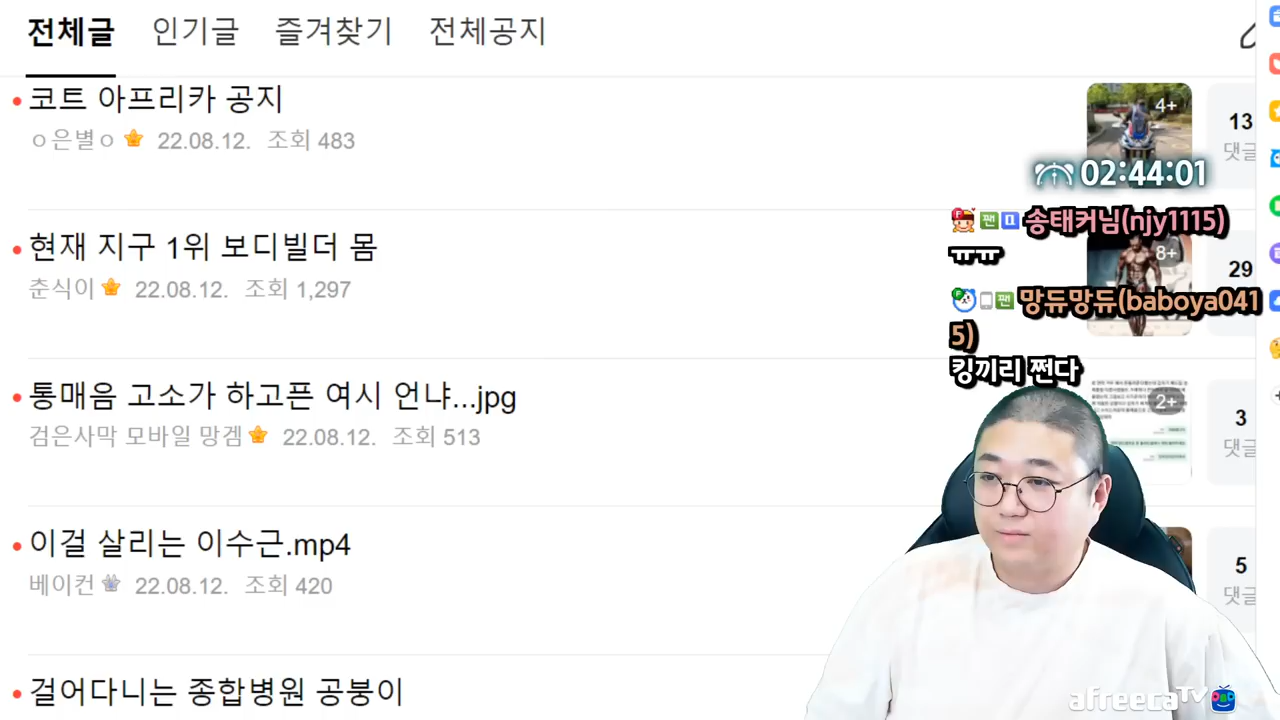 전체글 인기글 즐겨찾기 전체공지
코트 아프리카 공지
ㅇ은별ㅇ 22.08.12. 조회 483
4+
13
댓글
02:44:01
송태커님(njy1115)
ㅠㅠ
현재 지구 1위 보디빌더 몸
춘식이 22.08.12. 조회 1,297
8+
29
망듀망듀(baboya041
5)
킹끼리 쩐다
통매음 고소가 하고픈 여시 언냐...jpg
검은사막 모바일 망겜 22.08.12. 조회 513
2+
3
댓글
이걸 살리는 이수근.mp4
베이컨 22.08.12. 조회 420
5
댓글
걸어다니는 종합병원 공붕이
afreecaTV